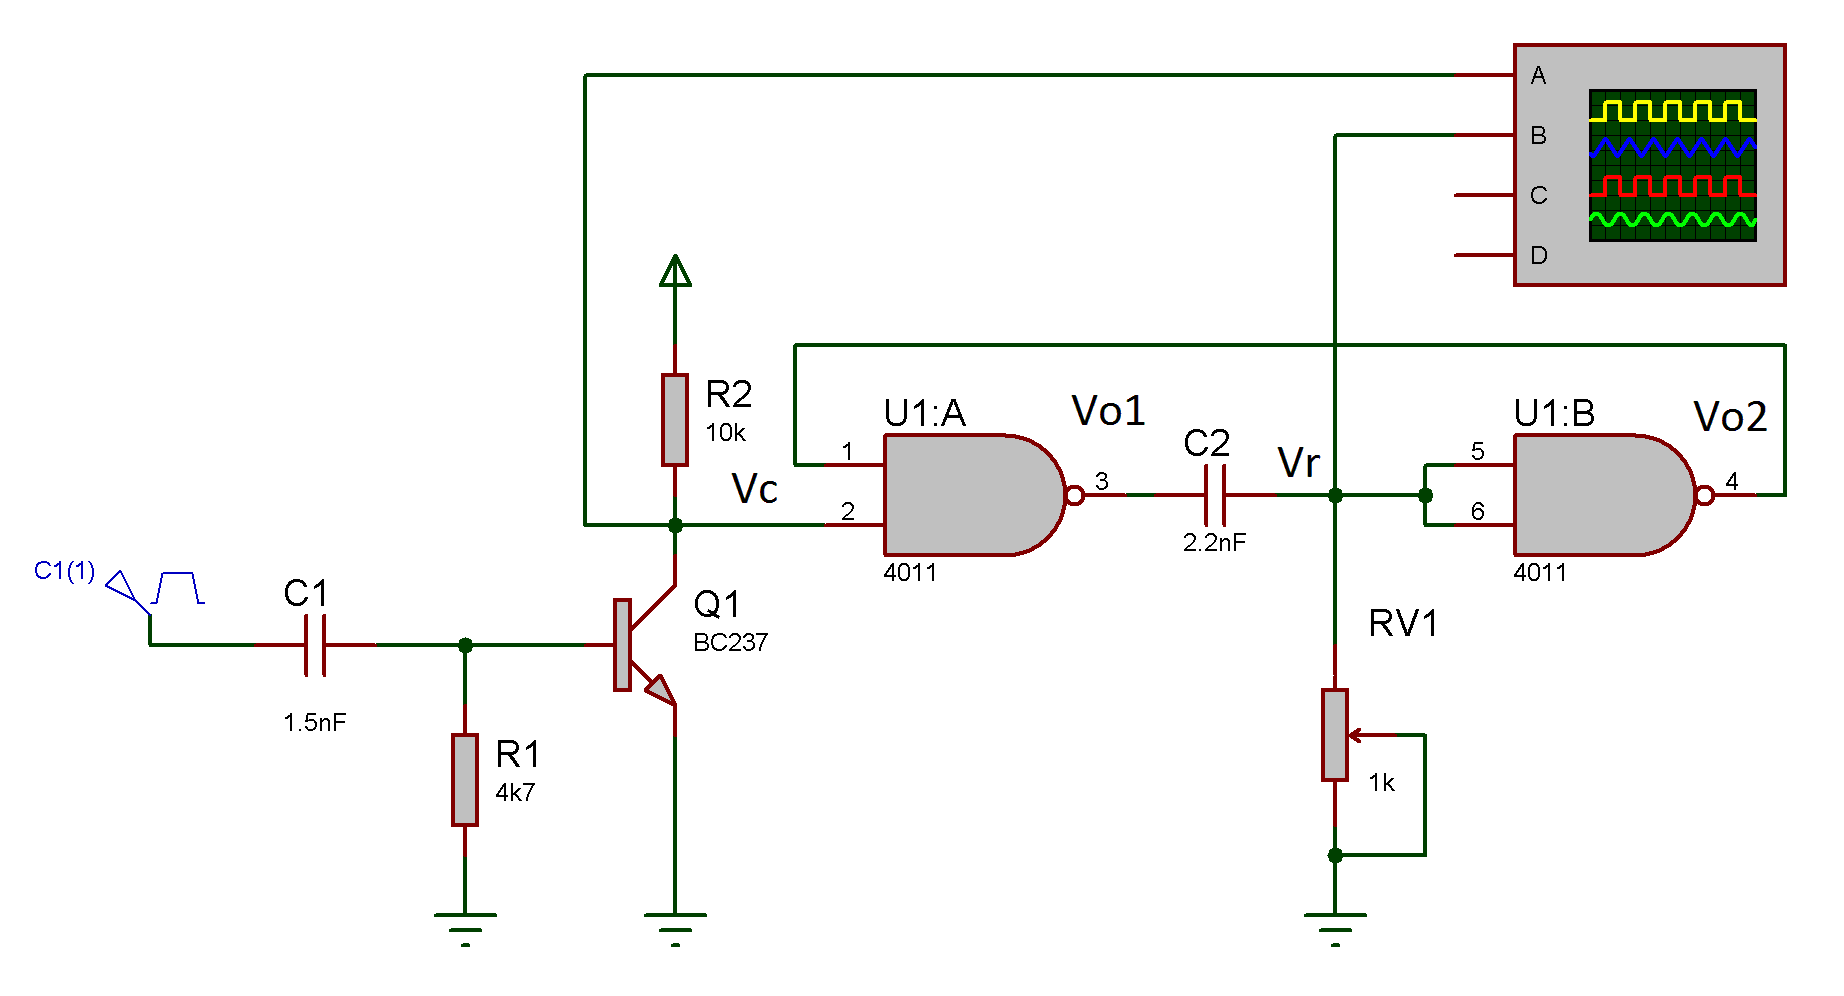 A
B
C
D
R2
10k
Vc
U1:A
1
2
3
4011
Vo1
C2
2.2nF
Vr
U1:B
5
6
4
4011
Vo2
C1(1)
C1
1.5nF
Q1
BC237
R1
4k7
RV1
1k